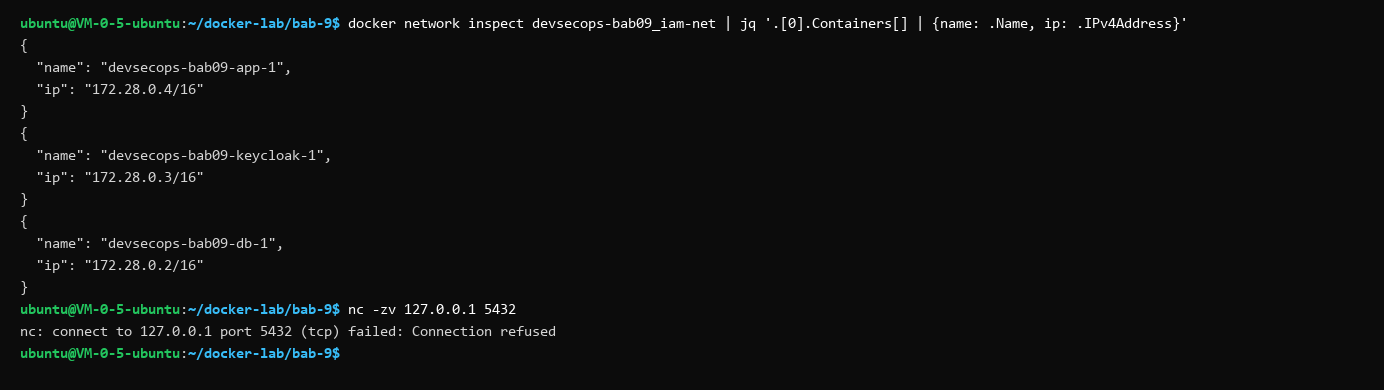 ubuntu@VM-0-5-ubuntu:~/docker-lab/bab-9$ docker network inspect devsecops-bab09_iam-net | jq '.[0].Containers[] | {name: .Name, ip: .IPv4Address}'
{
  "name": "devsecops-bab09-app-1",
  "ip": "172.28.0.4/16"
}
{
  "name": "devsecops-bab09-keycloak-1",
  "ip": "172.28.0.3/16"
}
{
  "name": "devsecops-bab09-db-1",
  "ip": "172.28.0.2/16"
}
ubuntu@VM-0-5-ubuntu:~/docker-lab/bab-9$ nc -zv 127.0.0.1 5432
nc: connect to 127.0.0.1 port 5432 (tcp) failed: Connection refused
ubuntu@VM-0-5-ubuntu:~/docker-lab/bab-9$